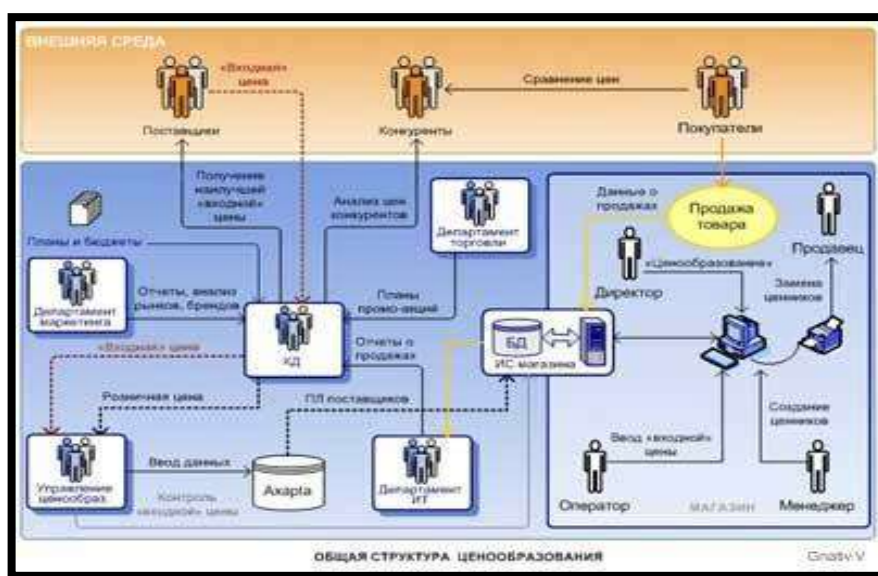 ВНЕШНЯЯ СРЕДА
«Входная»
цена
Сравнение цен
Поставщики
Конкуренты
Покупатели
Получение
наилучшей
«входной»
цены
Анализ цен
конкурентов
Департамент
торговли
Данные о
продажах
Продажа
товара
Продавец
Планы и бюджеты
Департамент
маркетинга
Отчеты, анализ
рынков, брендов
Планы
промо-акций
Директор
«Ценообразование»
Замена
ценников
КД
БД
ИС магазина
«Входная» цена
Отчеты о
продажах
Розничная цена
ПЛ поставщиков
Создание
ценников
Ввод «входной»
цены
Управление
ценообраз.
Ввод данных
Axapta
Департамент
ИТ
Контроль
«входной» цены
Оператор
МАГАЗИН
Менеджер
ОБЩАЯ СТРУКТУРА ЦЕНООБРАЗОВАНИЯ
Gnativ.V